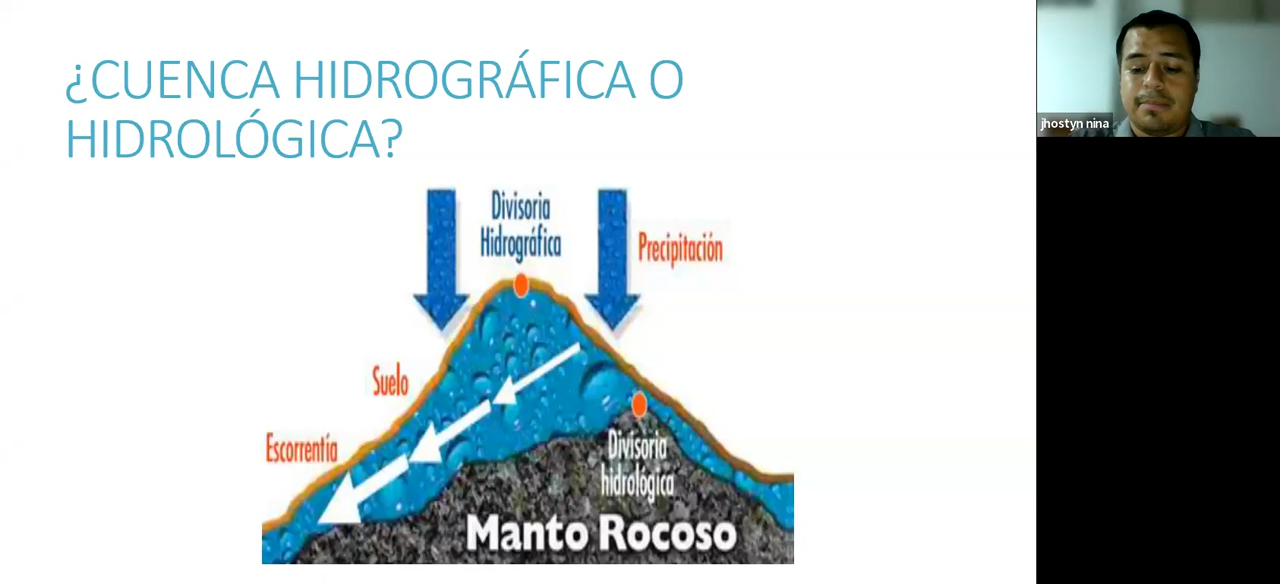 ¿CUENCA HIDROGRÁFICA O
HIDROLÓGICA?
Divisoria
Hidrográfica
Precipitación
Suelo
Escorrentía
Divisoria
hidrológica
Manto Rocoso
jhostyn nina